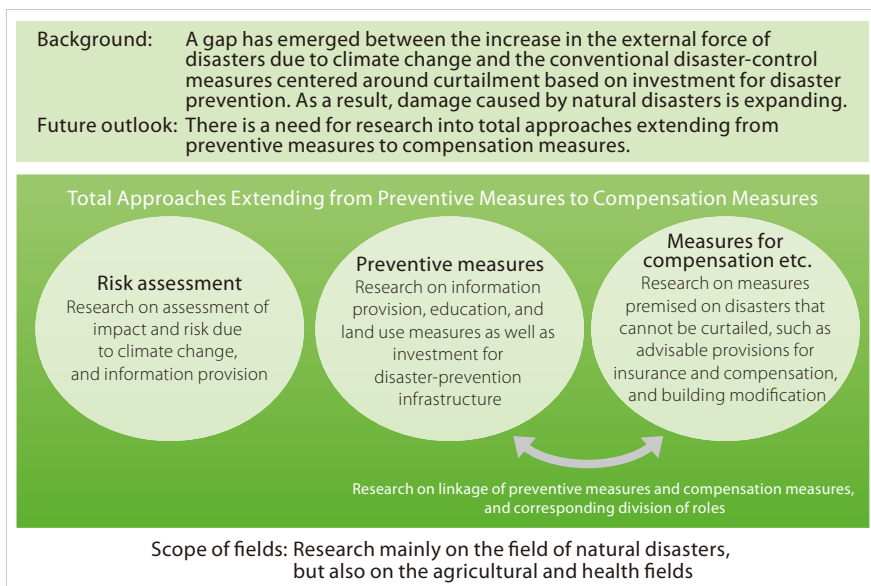 Background: A gap has emerged between the increase in the external force of
disasters due to climate change and the conventional disaster-control
measures centered around curtailment based on investment for disaster
prevention. As a result, damage caused by natural disasters is expanding.
Future outlook: There is a need for research into total approaches extending from
preventive measures to compensation measures.
Total Approaches Extending from Preventive Measures to Compensation Measures
Risk assessment
Research on assessment of
impact and risk due
to climate change,
and information provision
Preventive measures
Research on information
provision, education, and
land use measures as well as
investment for
disaster-prevention
infrastructure
Measures for
compensation etc.
Research on measures
premised on disasters that
cannot be curtailed, such as
advisable provisions for
insurance and compensation,
and building modification
Research on linkage of preventive measures and compensation measures,
and corresponding division of roles
Scope of fields: Research mainly on the field of natural disasters,
but also on the agricultural and health fields